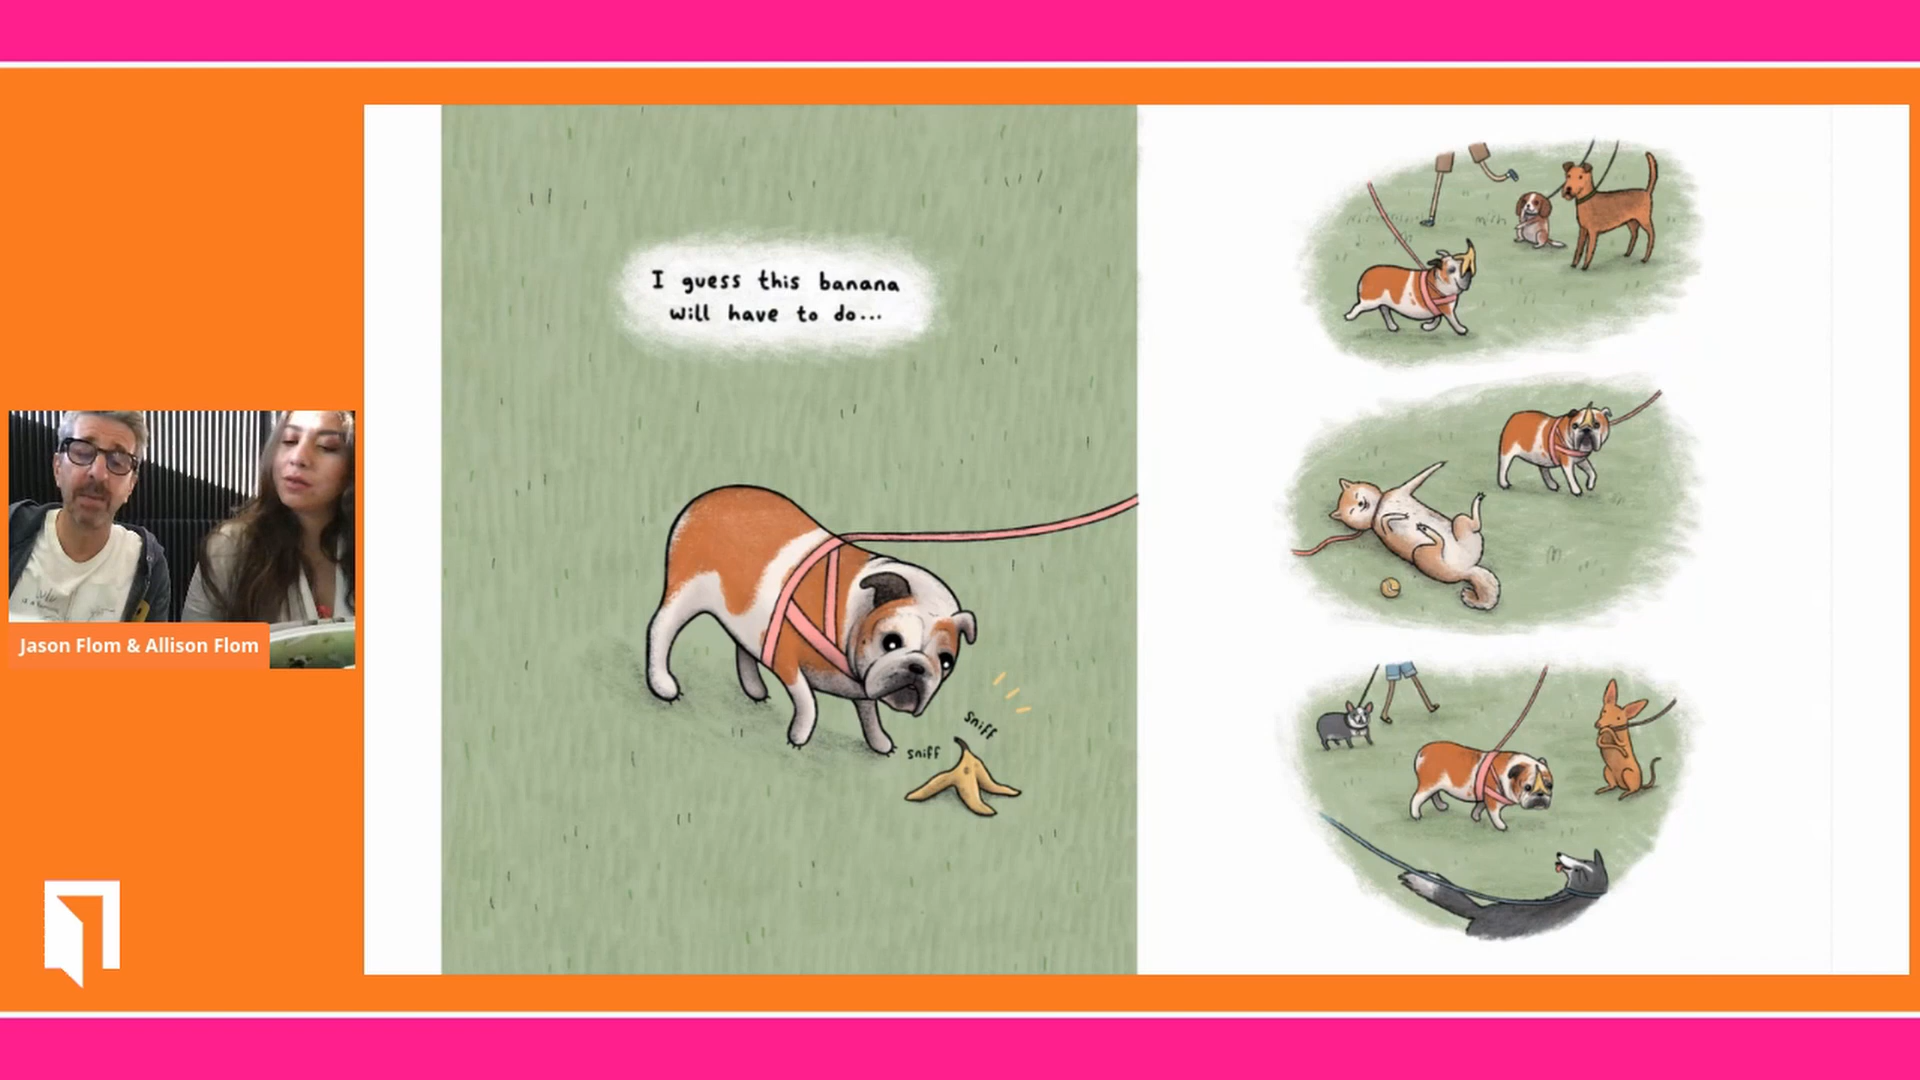 I guess this banana
will have to do...
sniff
sniff
Jason Flom & Allison Flom